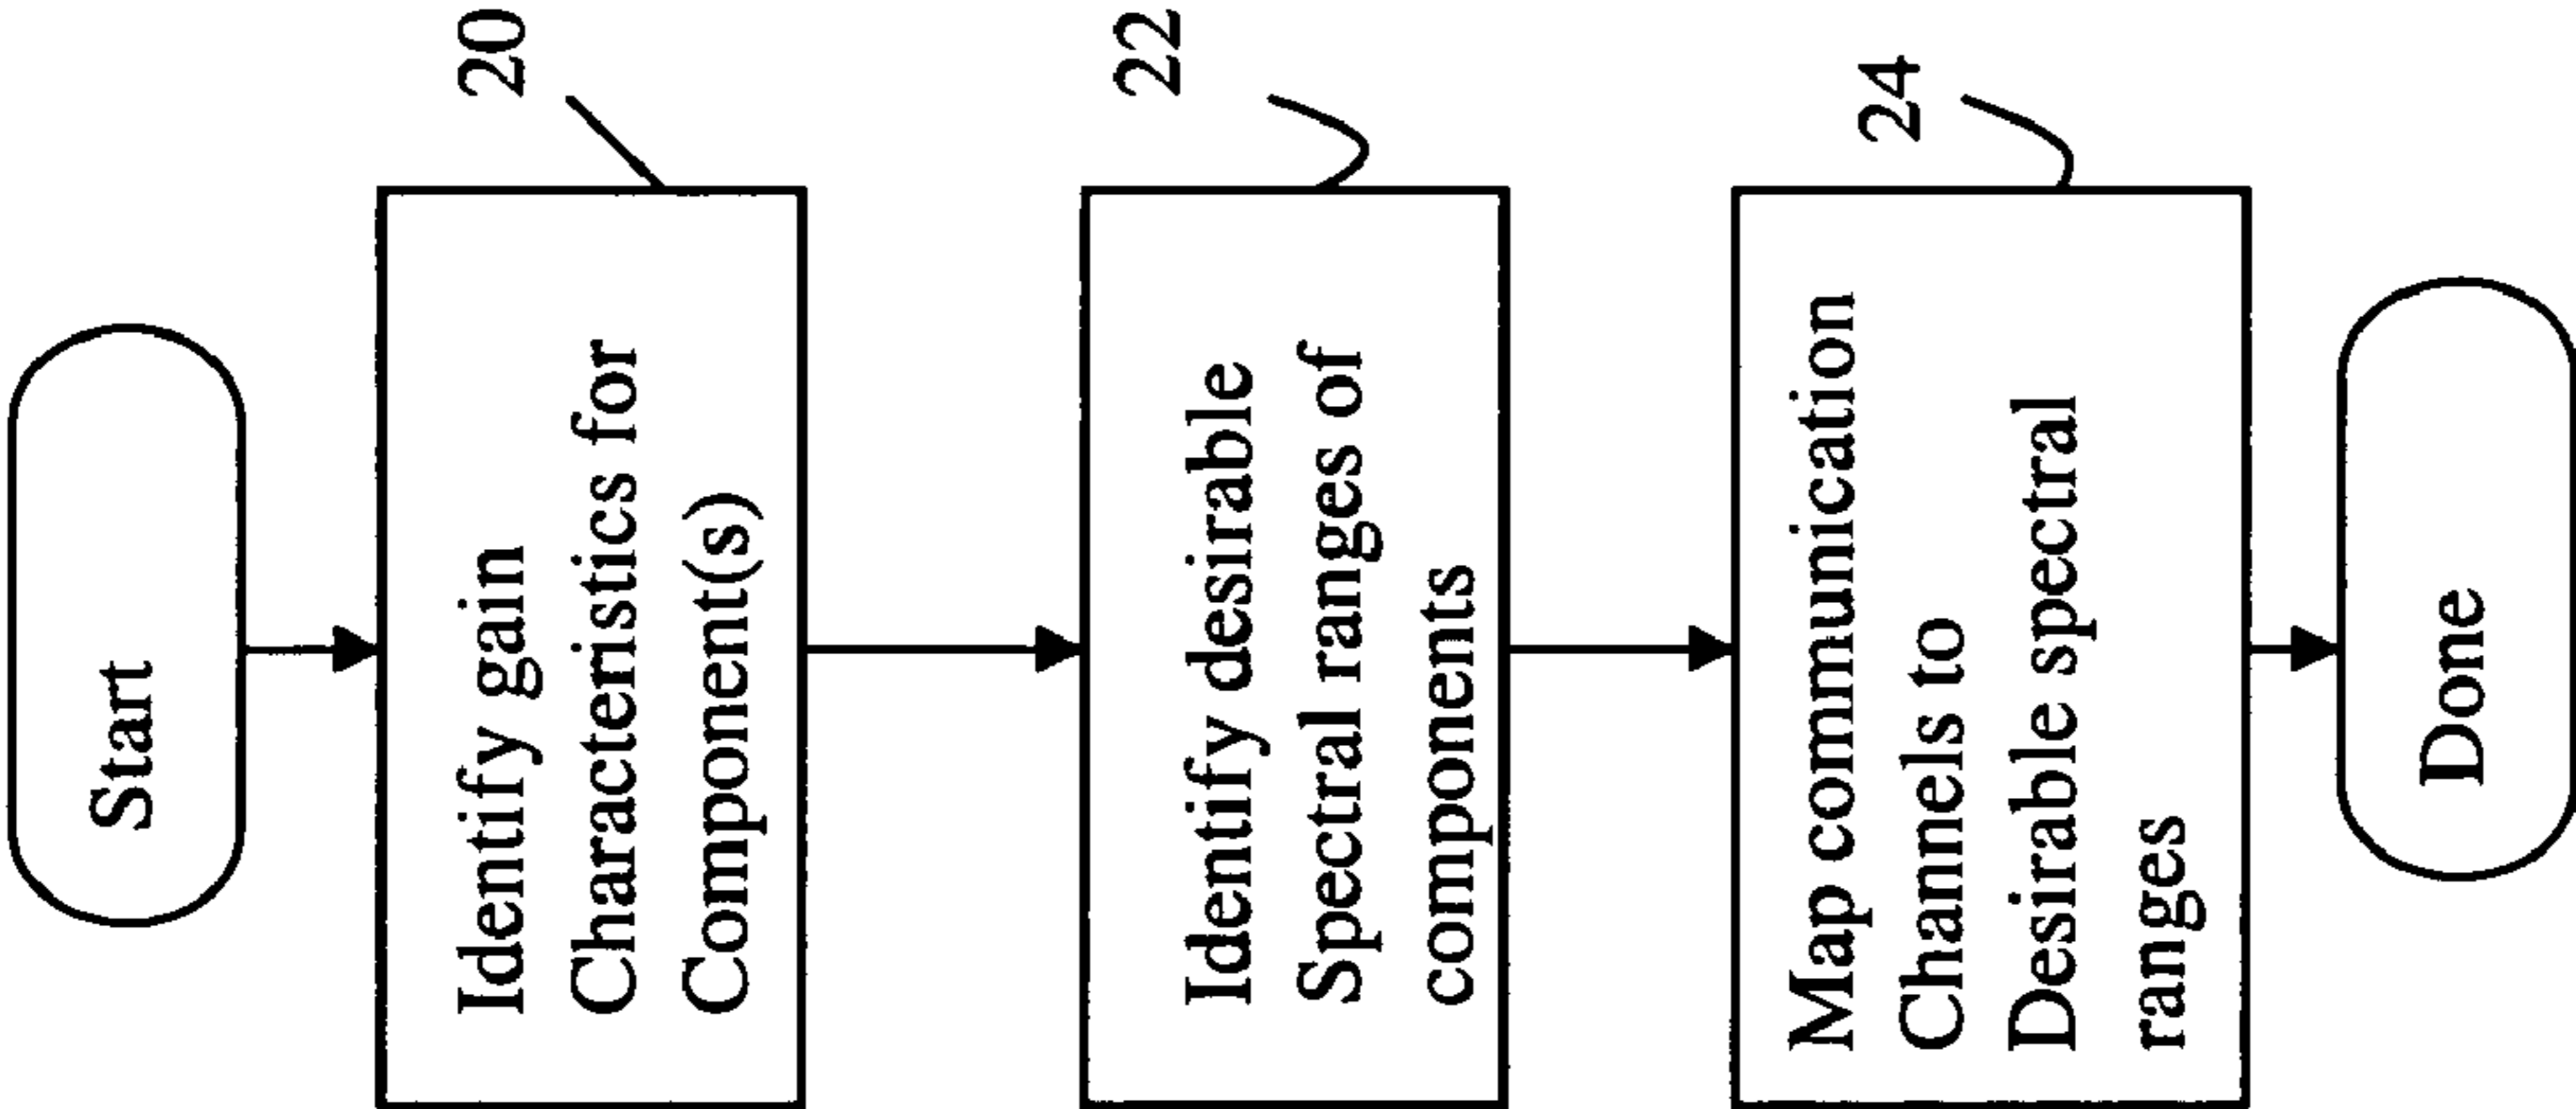 Start
20
Identify gain
Characteristics for
Component(s)
22
Identify desirable
Spectral ranges of
components
24
Map communication
Channels to
Desirable spectral
ranges
Done